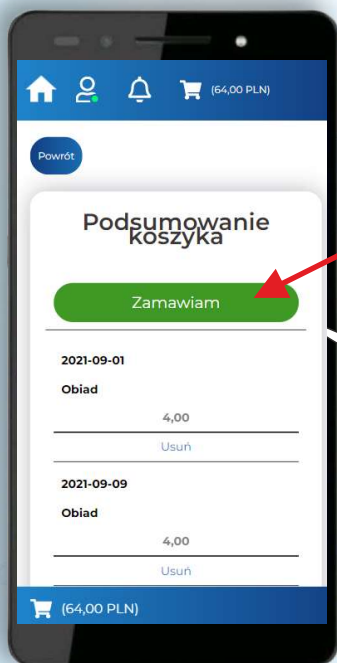 (64,00 PLN)
Powrót
Podsumowanie
koszyka
Zamawiam
2021-09-01
Obiad
4,00
Usuń
2021-09-09
Obiad
4,00
Usuń
(64,00 PLN)